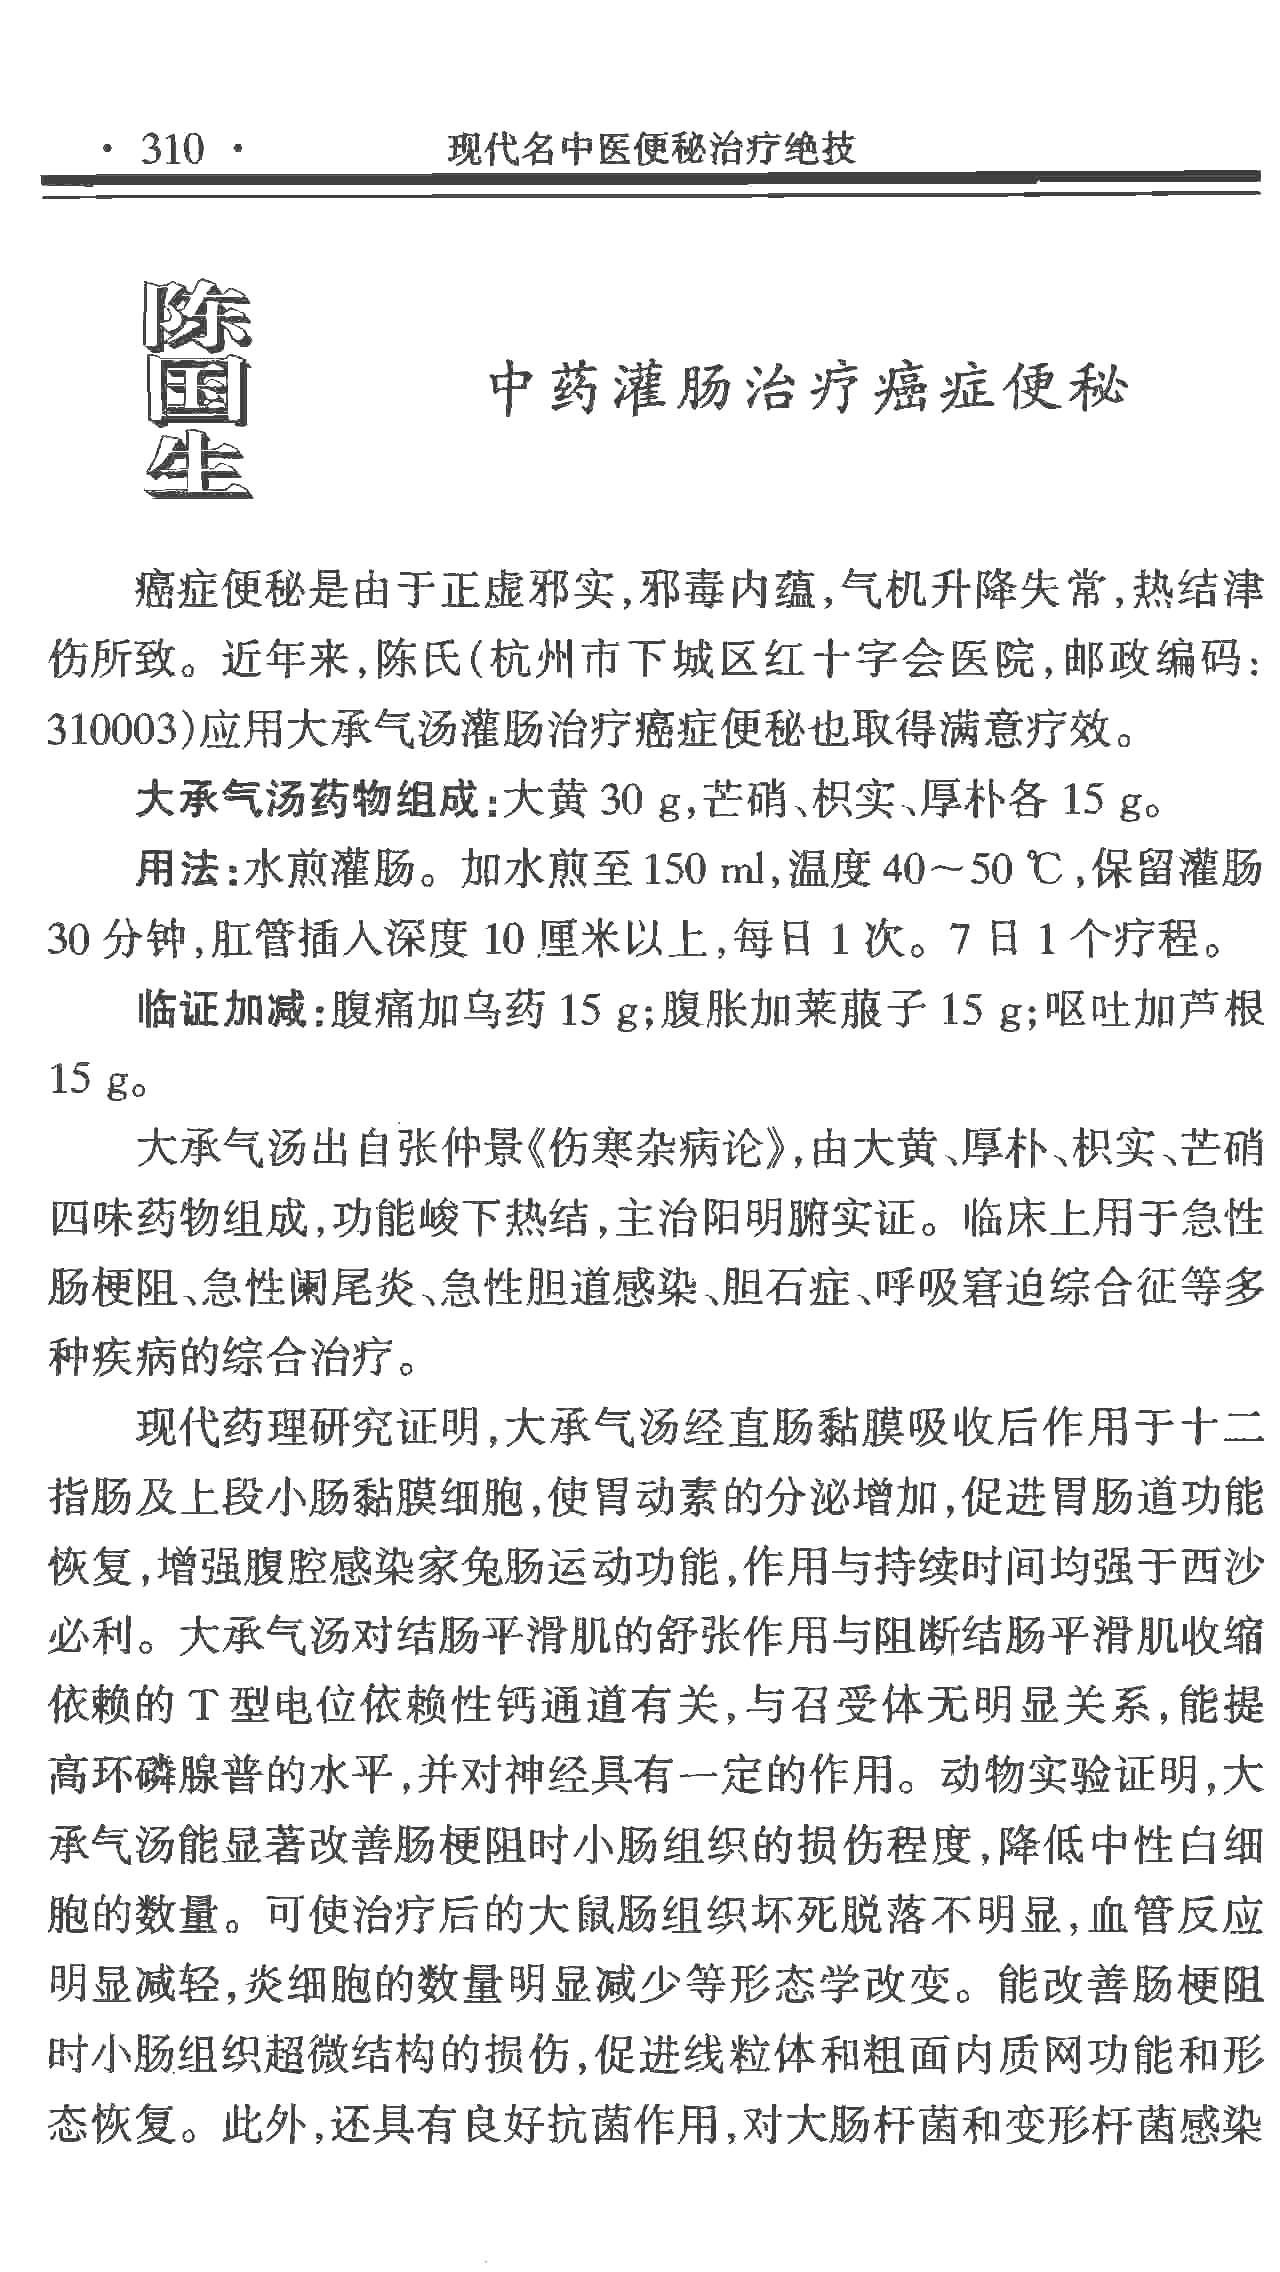 · 310 ·
现代名中医便秘治疗绝技
陈国生
中药灌肠治疗癌症便秘
癌症便秘是由于正虚邪实,邪毒内蕴,气机升降失常,热结津
伤所致。近年来,陈氏(杭州市下城区红十字会医院,邮政编码:
310003)应用大承气汤灌肠治疗癌症便秘也取得满意疗效。
大承气汤药物组成:大黄 30 g,芒硝、枳实、厚朴各 15 g。
用法:水煎灌肠。加水煎至 150 ml,温度 40～50 ℃,保留灌肠
30 分钟,肛管插入深度 10 厘米以上,每日 1 次。7 日 1 个疗程。
临证加减:腹痛加乌药 15 g;腹胀加莱菔子 15 g;呕吐加芦根
15 g。
大承气汤出自张仲景《伤寒杂病论》,由大黄、厚朴、枳实、芒硝
四味药物组成,功能峻下热结,主治阳明腑实证。临床上用于急性
肠梗阻、急性阑尾炎、急性胆道感染、胆石症、呼吸窘迫综合征等多
种疾病的综合治疗。
现代药理研究证明,大承气汤经直肠黏膜吸收后作用于十二
指肠及上段小肠黏膜细胞,使胃动素的分泌增加,促进胃肠道功能
恢复,增强腹腔感染家兔肠运动功能,作用与持续时间均强于西沙
必利。大承气汤对结肠平滑肌的舒张作用与阻断结肠平滑肌收缩
依赖的 T 型电位依赖性钙通道有关,与召受体无明显关系,能提
高环磷腺普的水平,并对神经具有一定的作用。动物实验证明,大
承气汤能显著改善肠梗阻时小肠组织的损伤程度,降低中性白细
胞的数量。可使治疗后的大鼠肠组织坏死脱落不明显,血管反应
明显减轻,炎细胞的数量明显减少等形态学改变。能改善肠梗阻
时小肠组织超微结构的损伤,促进线粒体和粗面内质网功能和形
态恢复。此外,还具有良好抗菌作用,对大肠杆菌和变形杆菌感染